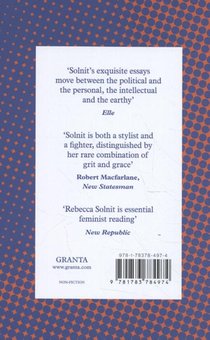 ‘Solnit’s exquisite essays
move between the political and
the personal, the intellectual
and the earthy’
Elle
‘Solnit is both a stylist and
a fighter, distinguished by
her rare combination of
grit and grace’
Robert Macfarlane,
New Statesman
‘Rebecca Solnit is essential
feminist reading’
New Republic
GRANTA
www.granta.com
NON-FICTION
978-1-78378-497-4
9 781783 784974